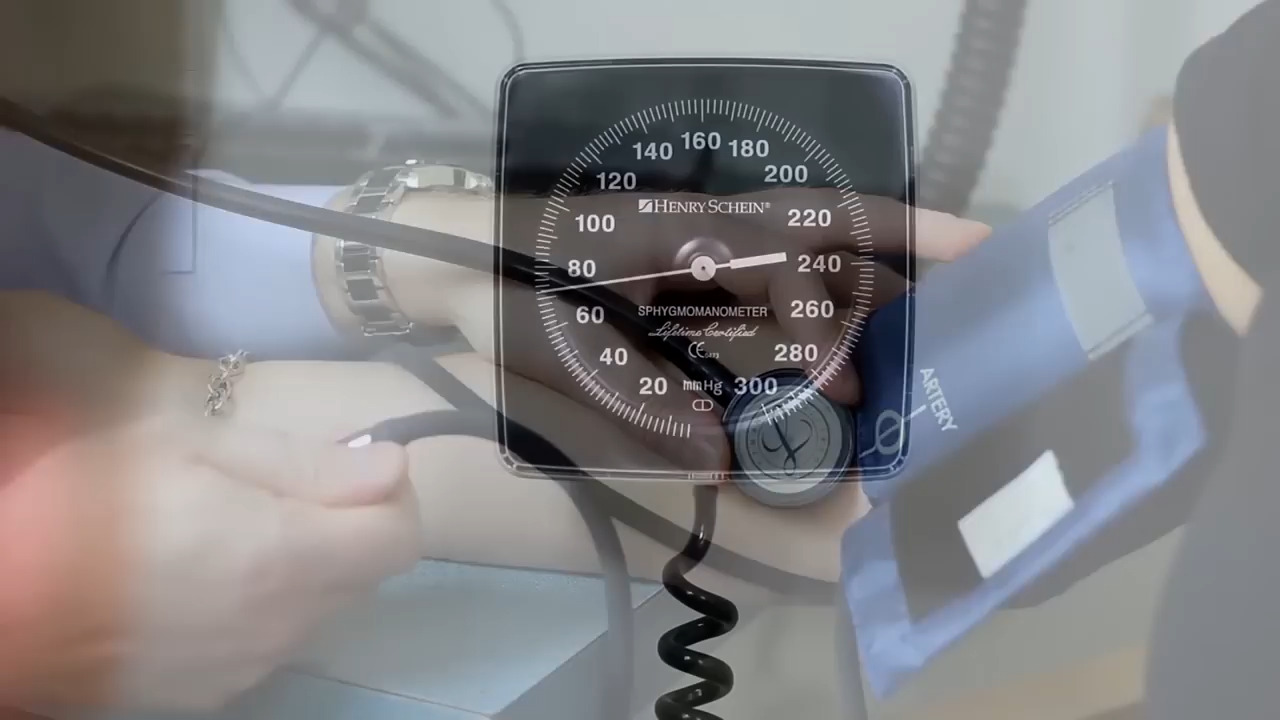 160
140 180
120 200
HENRY SCHEIN®
100 220
80 240
SPHYGMOMANOMETER
60 260
Lifetime Certified
CE
40 280
20 mmHg 300
ARTERY